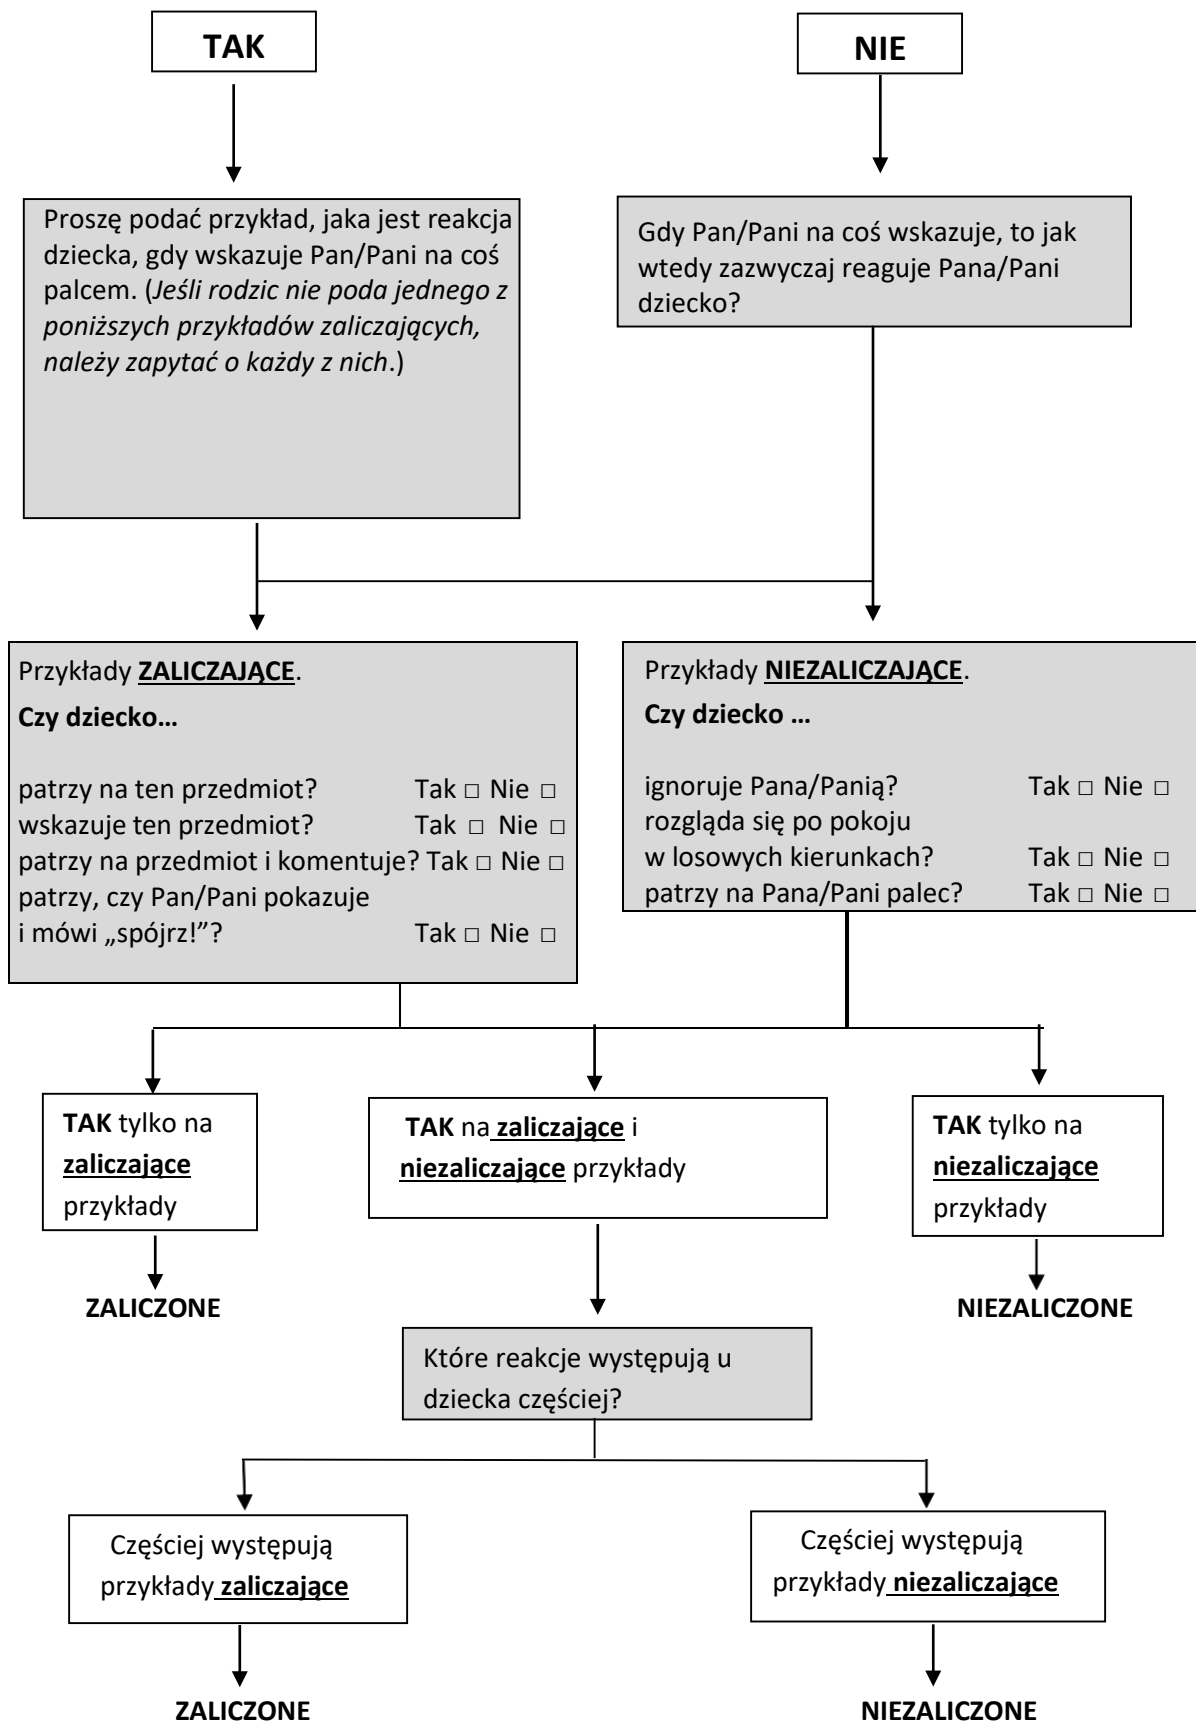 TAK
NIE
Proszę podać przykład, jaka jest reakcja
dziecka, gdy wskazuje Pan/Pani na coś
palcem. (Jeśli rodzic nie poda jednego z
poniższych przykładów zaliczających,
należy zapytać o każdy z nich.)
Gdy Pan/Pani na coś wskazuje, to jak
wtedy zazwyczaj reaguje Pana/Pani
dziecko?
Przykłady ZALICZAJĄCE.
Czy dziecko...
patrzy na ten przedmiot? Tak □ Nie □
wskazuje ten przedmiot? Tak □ Nie □
patrzy na przedmiot i komentuje? Tak □ Nie □
patrzy, czy Pan/Pani pokazuje
i mówi „spójrz!”? Tak □ Nie □
Przykłady NIEZALICZAJĄCE.
Czy dziecko ...
ignoruje Pana/Panią? Tak □ Nie □
rozgląda się po pokoju
w losowych kierunkach? Tak □ Nie □
patrzy na Pana/Pani palec? Tak □ Nie □
TAK tylko na
zaliczające
przykłady
TAK na zaliczające i
niezaliczające przykłady
TAK tylko na
niezaliczające
przykłady
ZALICZONE
NIEZALICZONE
Które reakcje występują u
dziecka częściej?
Częściej występują
przykłady zaliczające
Częściej występują
przykłady niezaliczające
ZALICZONE
NIEZALICZONE